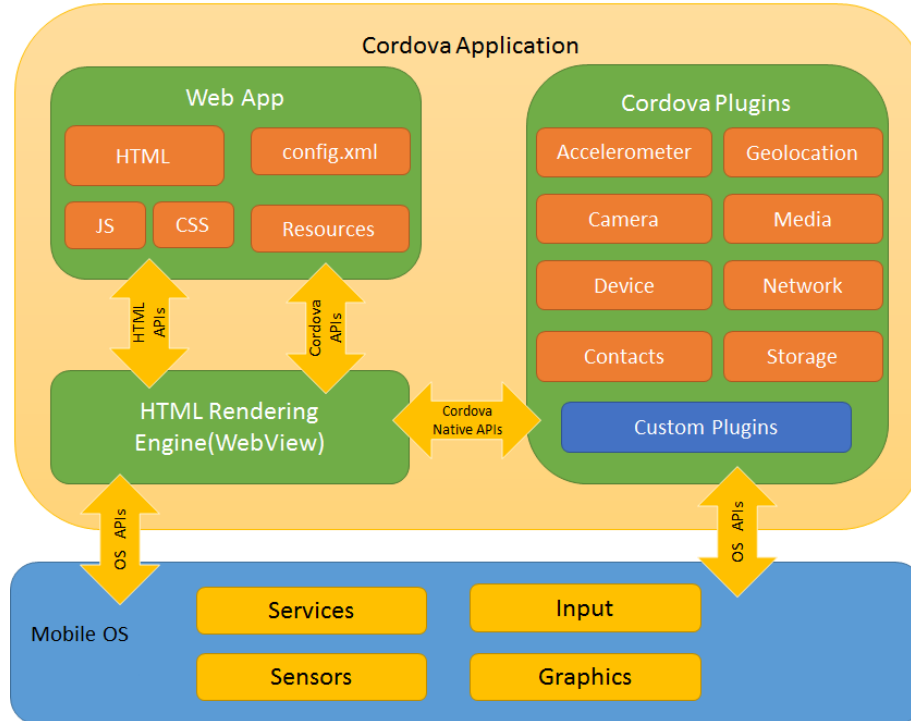 Cordova Application
Web App
HTML
config.xml
JS
CSS
Resources
HTML
APIs
Cordova
APIs
HTML Rendering
Engine(WebView)
Cordova
Native APIs
Cordova Plugins
Accelerometer
Geolocation
Camera
Media
Device
Network
Contacts
Storage
Custom Plugins
OS APIs
OS APIs
Mobile OS
Services
Input
Sensors
Graphics